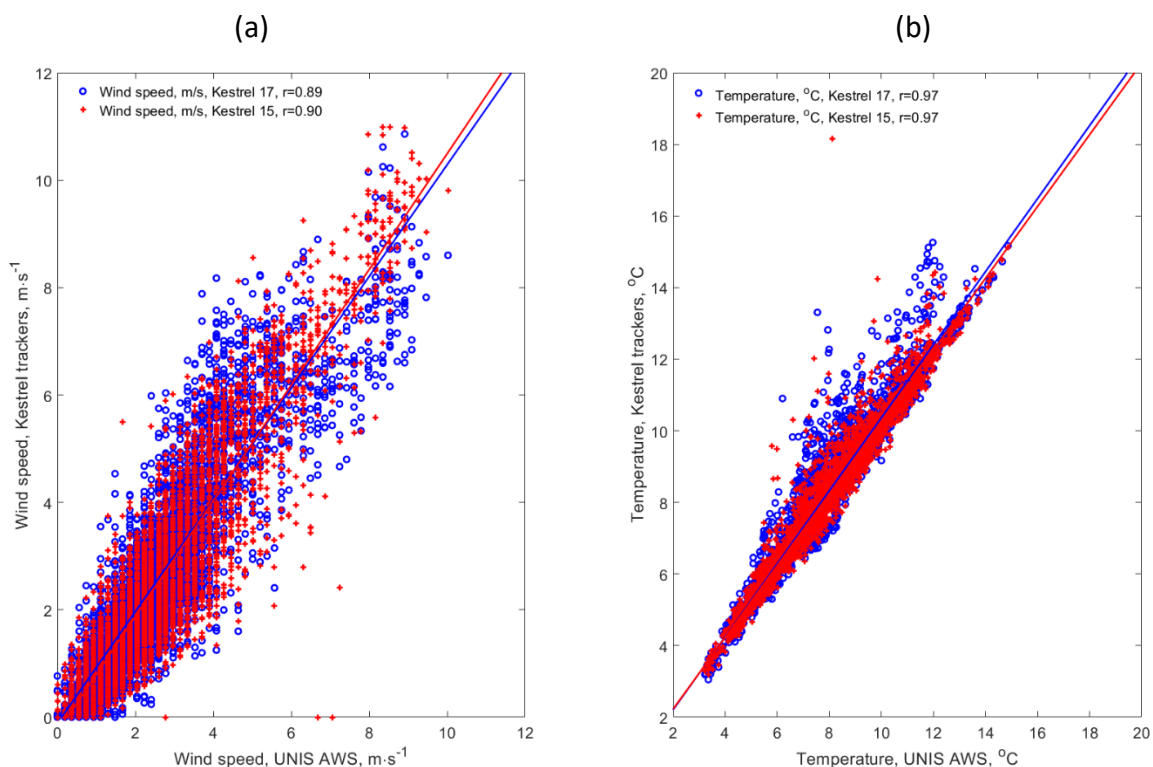 (a)
(b)
Wind speed, m/s, Kestrel 17, r=0.89
Wind speed, m/s, Kestrel 15, r=0.90
Wind speed, Kestrel trackers, m·s⁻¹
12
10
8
6
4
2
0
0 2 4 6 8 10 12
Wind speed, UNIS AWS, m·s⁻¹
Temperature, °C, Kestrel 17, r=0.97
Temperature, °C, Kestrel 15, r=0.97
Temperature, Kestrel trackers, °C
20
18
16
14
12
10
8
6
4
2
2 4 6 8 10 12 14 16 18 20
Temperature, UNIS AWS, °C